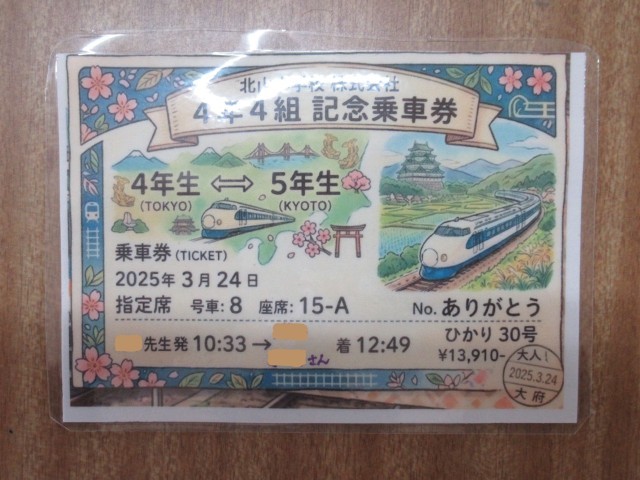 北山 学校 株式会社
4年4組 記念乗車券
4年生 ⇔ 5年生
(TOKYO) (KYOTO)
乗車券 (TICKET)
2025年 3月 24日
指定席 号車: 8 座席: 15-A
No. ありがとう
ひかり 30号
先生発 10:33 → さん 着 12:49
¥13,910-
大人
2025.3.24
大府